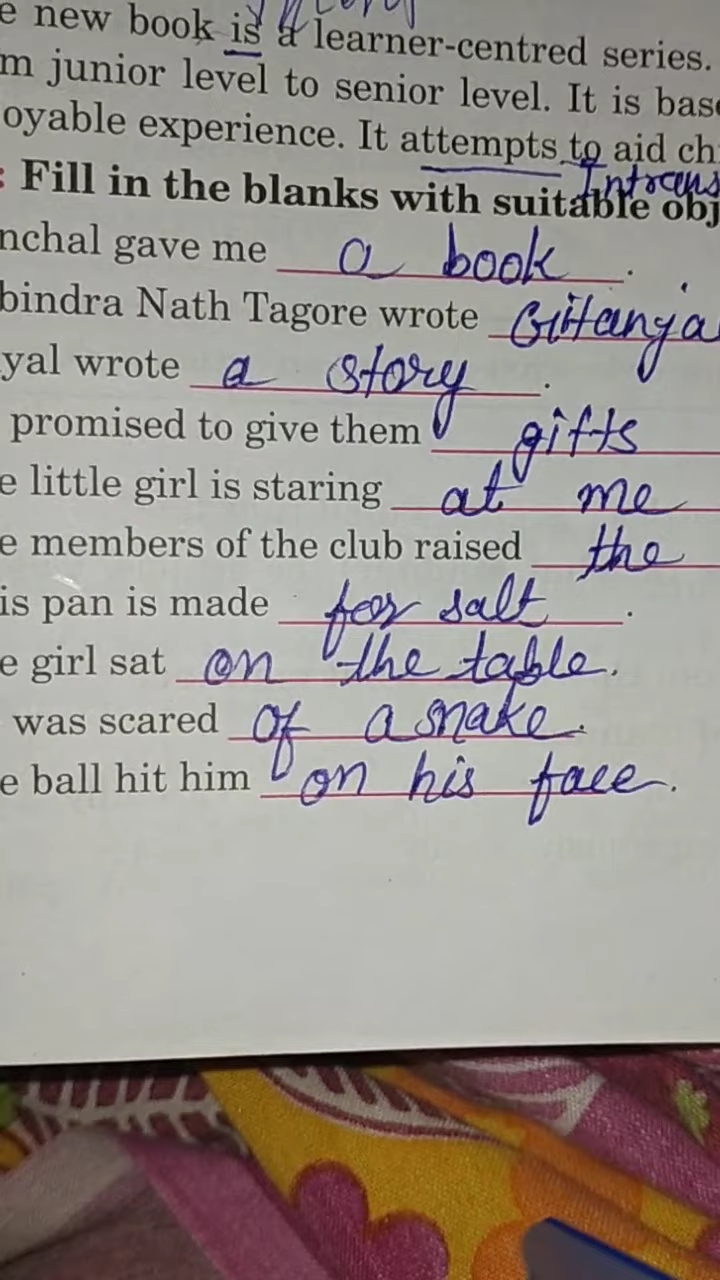 e new book is a learner-centred series.
m junior level to senior level. It is base
oyable experience. It attempts to aid ch
Intrans
: Fill in the blanks with suitable obj
nchal gave me a book.
bindra Nath Tagore wrote Gitanja
yal wrote a story.
promised to give them gifts
e little girl is staring at me
e members of the club raised the
is pan is made for salt.
e girl sat on the table.
was scared of a snake.
e ball hit him on his face.